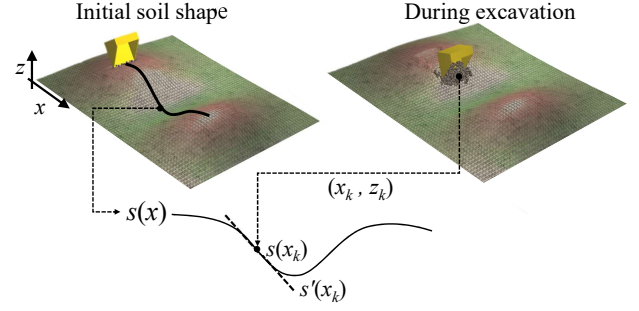 Initial soil shape
During excavation
z
x
(x_k , z_k)
s(x)
s(x_k)
s'(x_k)